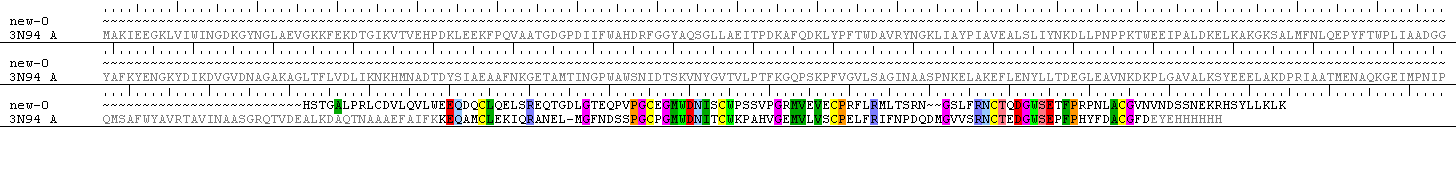 new-0
3N94 A MAKIEEGKLVIWINGDKGYNGLAEVGKKFEKDTGIKVTVEHPDKLEEKFPQVAATGDGPDIIFWAHDRFGGYAQSGLLAEITPDKAFQDKLYPFTWDAVRYNGKLIAYPIAVEALSLIYNKDLLPNPPKTWEEIPALDKELKAKGKSALMFNLQEPYFTWPLIAADGG
new-0
3N94 A YAFKYENGKYDIKDVGVDNAGAKAGLTFLVDLIKNKHMNADTDYSIAEAAFNKGETAMTINGPWAWSNIDTSKVNYGVTVLPTFKGQPSKPFVGVLSAGINAASPNKELAKEFLENYLLTDEGLEAVNKDKPLGAVALKSYEEELAKDPRIAATMENAQKGEIMPNIP
new-0 ~~~~~~~~~~~~~~~~~~~~~~~~~HSTGALPRLCDVLQVLWEEQDQCLQELSREQTGDLGTEQPVPGCEGMWDNISCWPSSVPGRMVEVECPRFLRMLTSRN~~GSLFRNCTQDGWSETFPRPNLACGVNVNDSSNEKRHSYLLKLK
3N94 A QMSAFWYAVRTAVINAASGRQTVDEALKDAQTNAAAEFAIFKKEQAMCLEKIQRANEL-MGFNDSSPGCPGMWDNITCWKPAHVGEMVLVSCPELFRIFNPDQDMGVVSRNCTEDGWSEPFPHYFDACGFDEYEHHHHHH